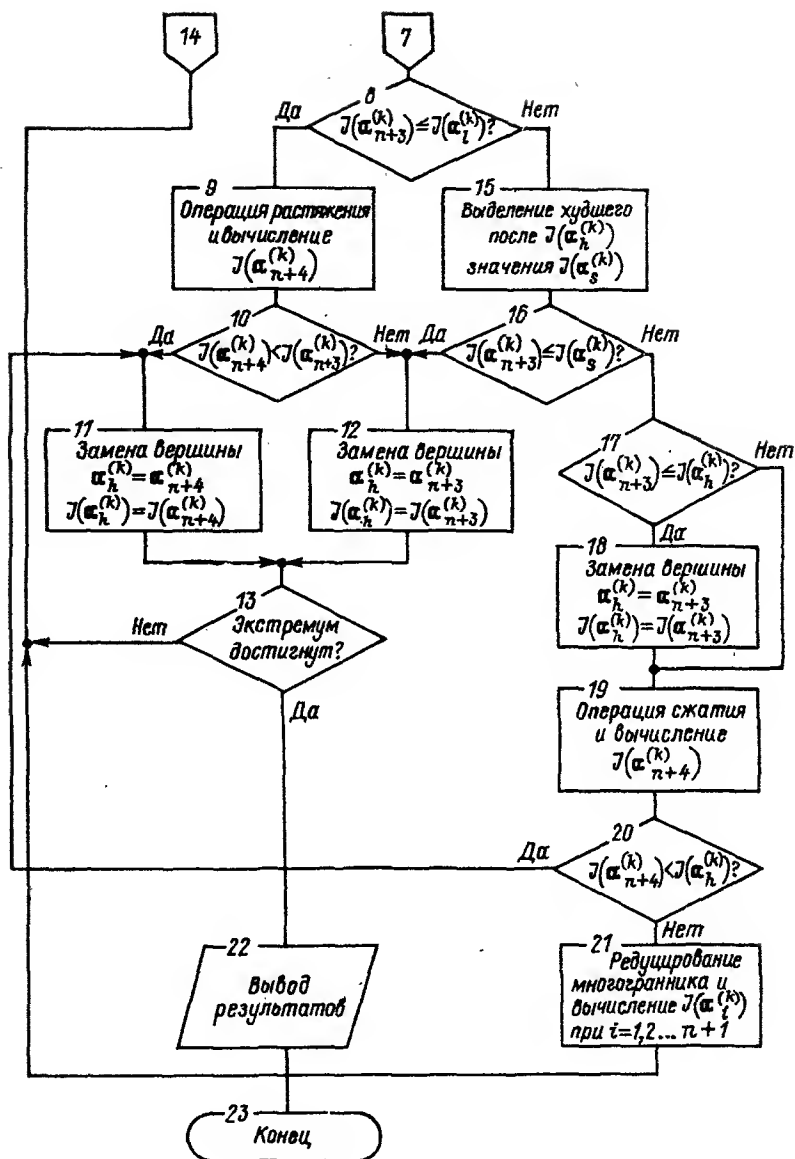 14
7
8
Да
Нет
J(α_{n+3}^{(k)})≤J(α_l^{(k)})?
9
Операция растяжения
и вычисление
J(α_{n+4}^{(k)})
15
Выделение худшего
после J(α_h^{(k)})
значения J(α_s^{(k)})
10
Да
Нет
J(α_{n+4}^{(k)})<J(α_{n+3}^{(k)})?
16
Да
Нет
J(α_{n+3}^{(k)})≤J(α_s^{(k)})?
11
Замена вершины
α_h^{(k)}=α_{n+4}^{(k)}
J(α_h^{(k)})=J(α_{n+4}^{(k)})
12
Замена вершины
α_h^{(k)}=α_{n+3}^{(k)}
J(α_h^{(k)})=J(α_{n+3}^{(k)})
17
Нет
J(α_{n+3}^{(k)})≤J(α_h^{(k)})?
Да
18
Замена вершины
α_h^{(k)}=α_{n+3}^{(k)}
J(α_h^{(k)})=J(α_{n+3}^{(k)})
13
Нет
Экстремум
достигнут?
Да
19
Операция сжатия
и вычисление
J(α_{n+4}^{(k)})
20
Да
J(α_{n+4}^{(k)})<J(α_h^{(k)})?
Нет
21
Редуцирование
многогранника и
вычисление J(α_i^{(k)})
при i=1,2...n+1
22
Вывод
результатов
23
Конец